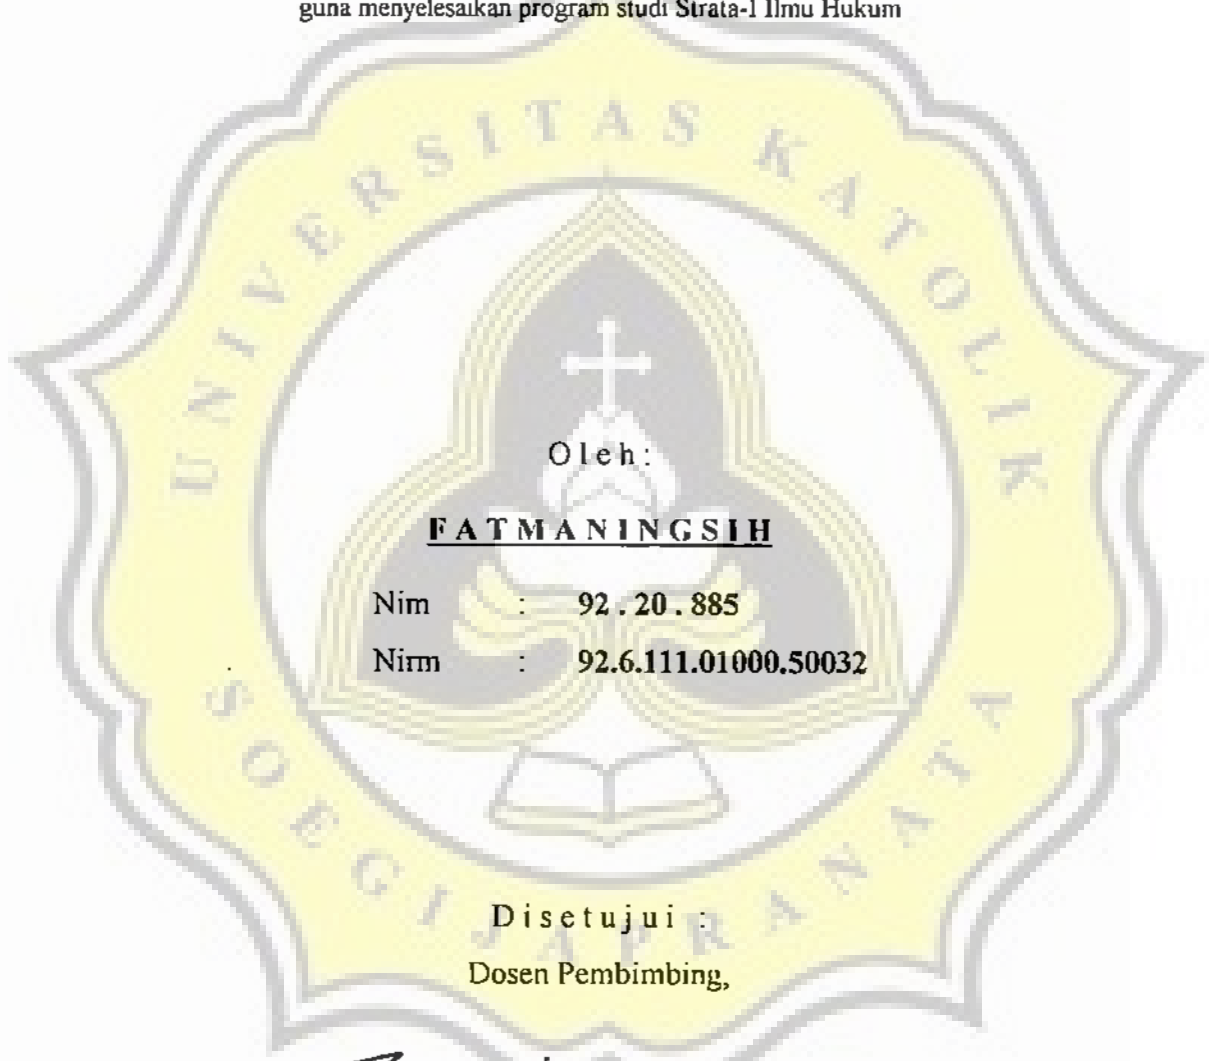 guna menyelesaikan program studi Strata-1 Ilmu Hukum
UNIVERSITAS KATOLIK
Oleh:
FATMANINGSIH
Nim : 92 . 20 . 885
Nirm : 92.6.111.01000.50032
SOEGIJAPRANATA
Disetujui :
Dosen Pembimbing,